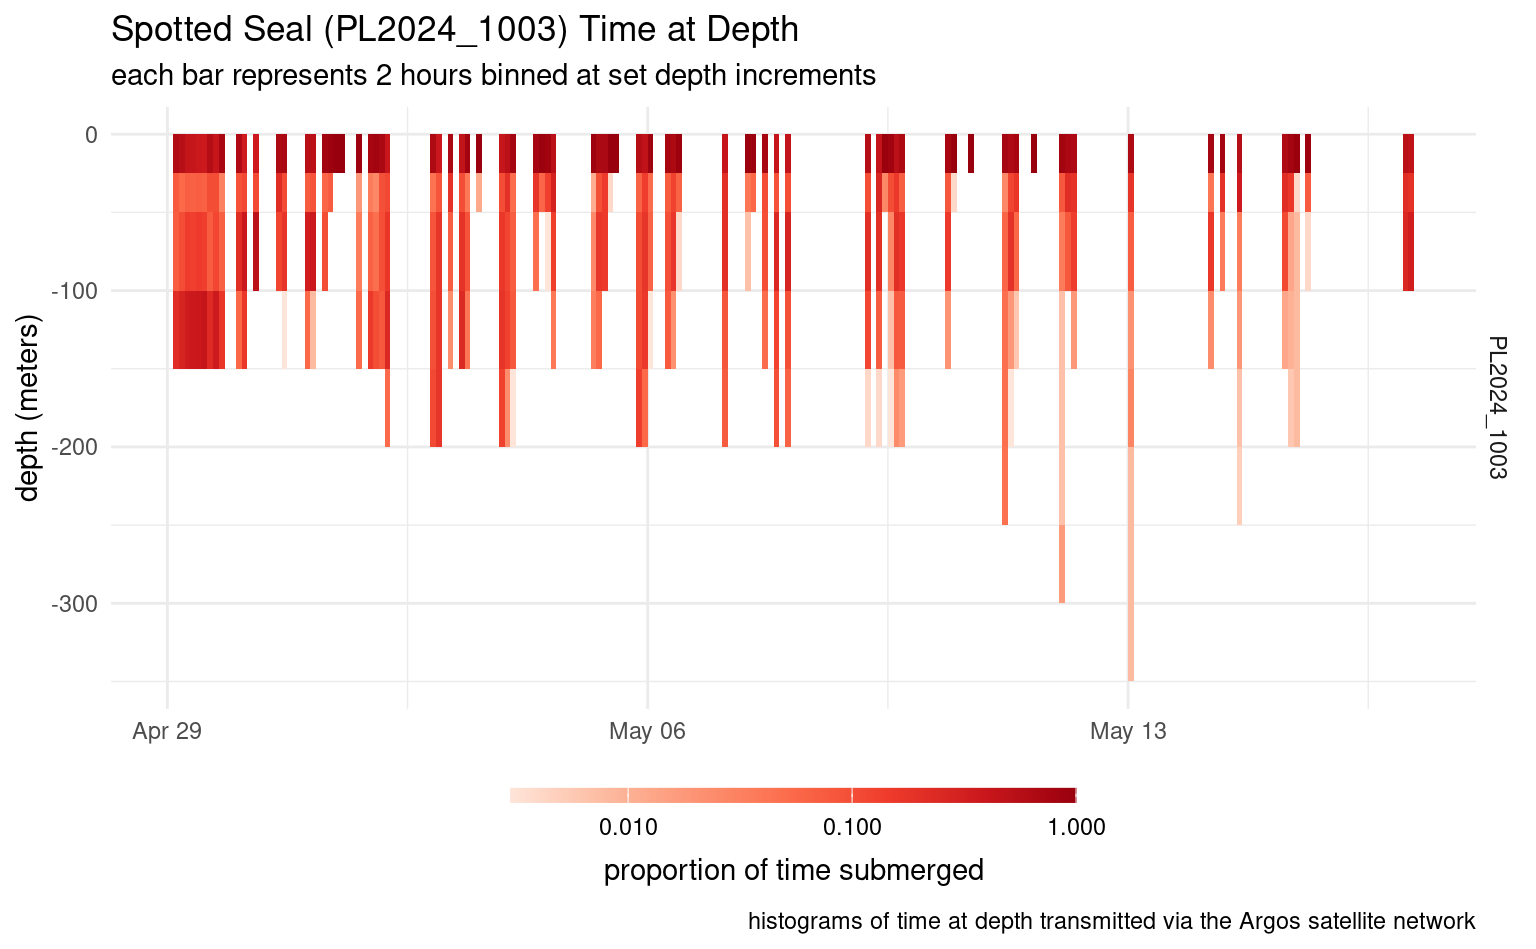 Spotted Seal (PL2024_1003) Time at Depth
each bar represents 2 hours binned at set depth increments
depth (meters)
0
-100
-200
-300
PL2024_1003
Apr 29
May 06
May 13
0.010
0.100
1.000
proportion of time submerged
histograms of time at depth transmitted via the Argos satellite network